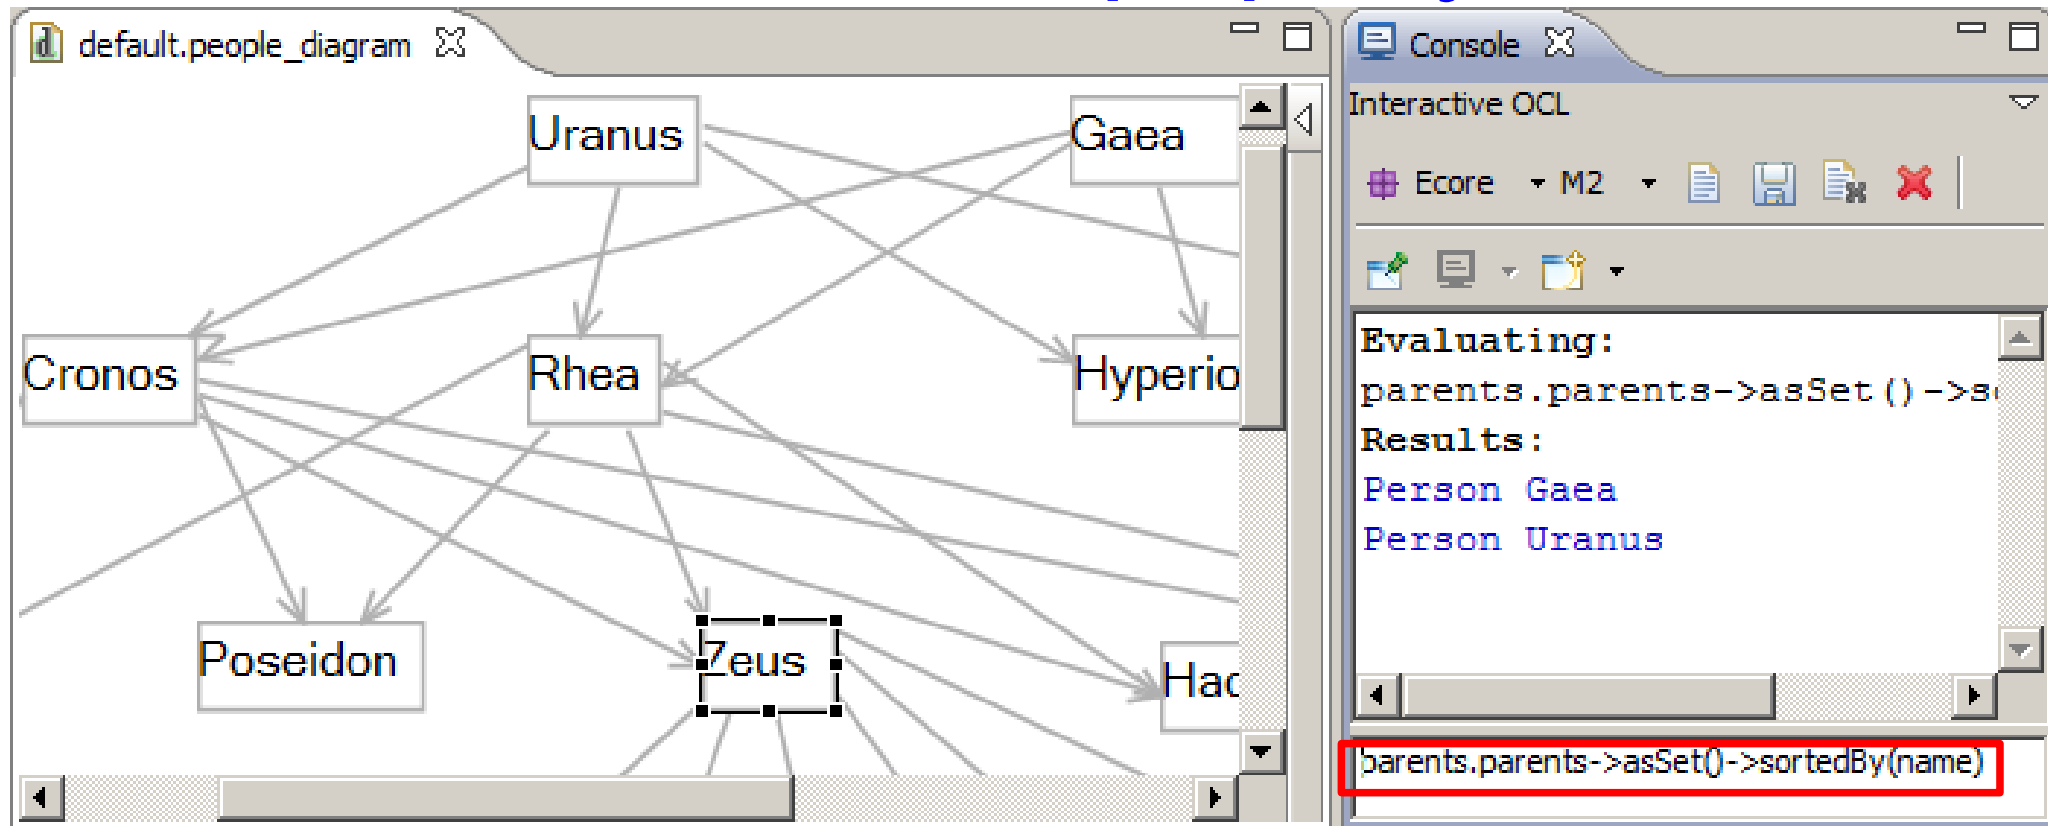 default.people_diagram
Uranus
Gaea
Cronos
Rhea
Hyperio
Poseidon
Zeus
Had
Console
Interactive OCL
Ecore M2
Evaluating:
parents.parents->asSet()->s
Results:
Person Gaea
Person Uranus
parents.parents->asSet()->sortedBy(name)